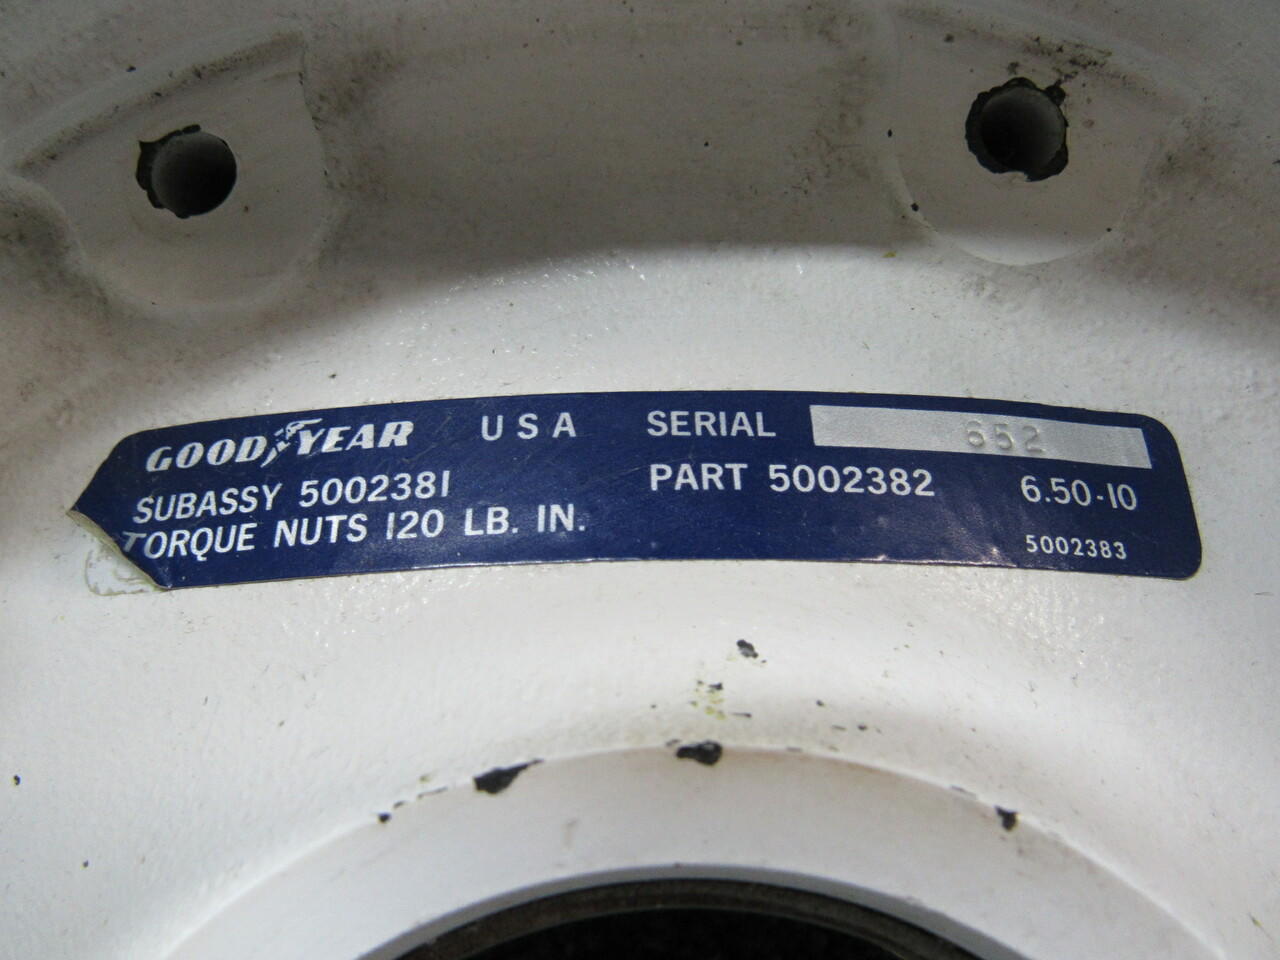 GOODYEAR USA SERIAL 652
SUBASSY 5002381 PART 5002382 6.50-10
TORQUE NUTS 120 LB. IN. 5002383